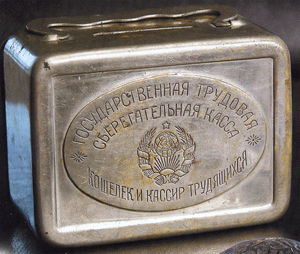 ГОСУДАРСТВЕННАЯ ТРУДОВАЯ
СБЕРЕГАТЕЛЬНАЯ КАССА
КОШЕЛЕК И КАССИР ТРУДЯЩИХСЯ